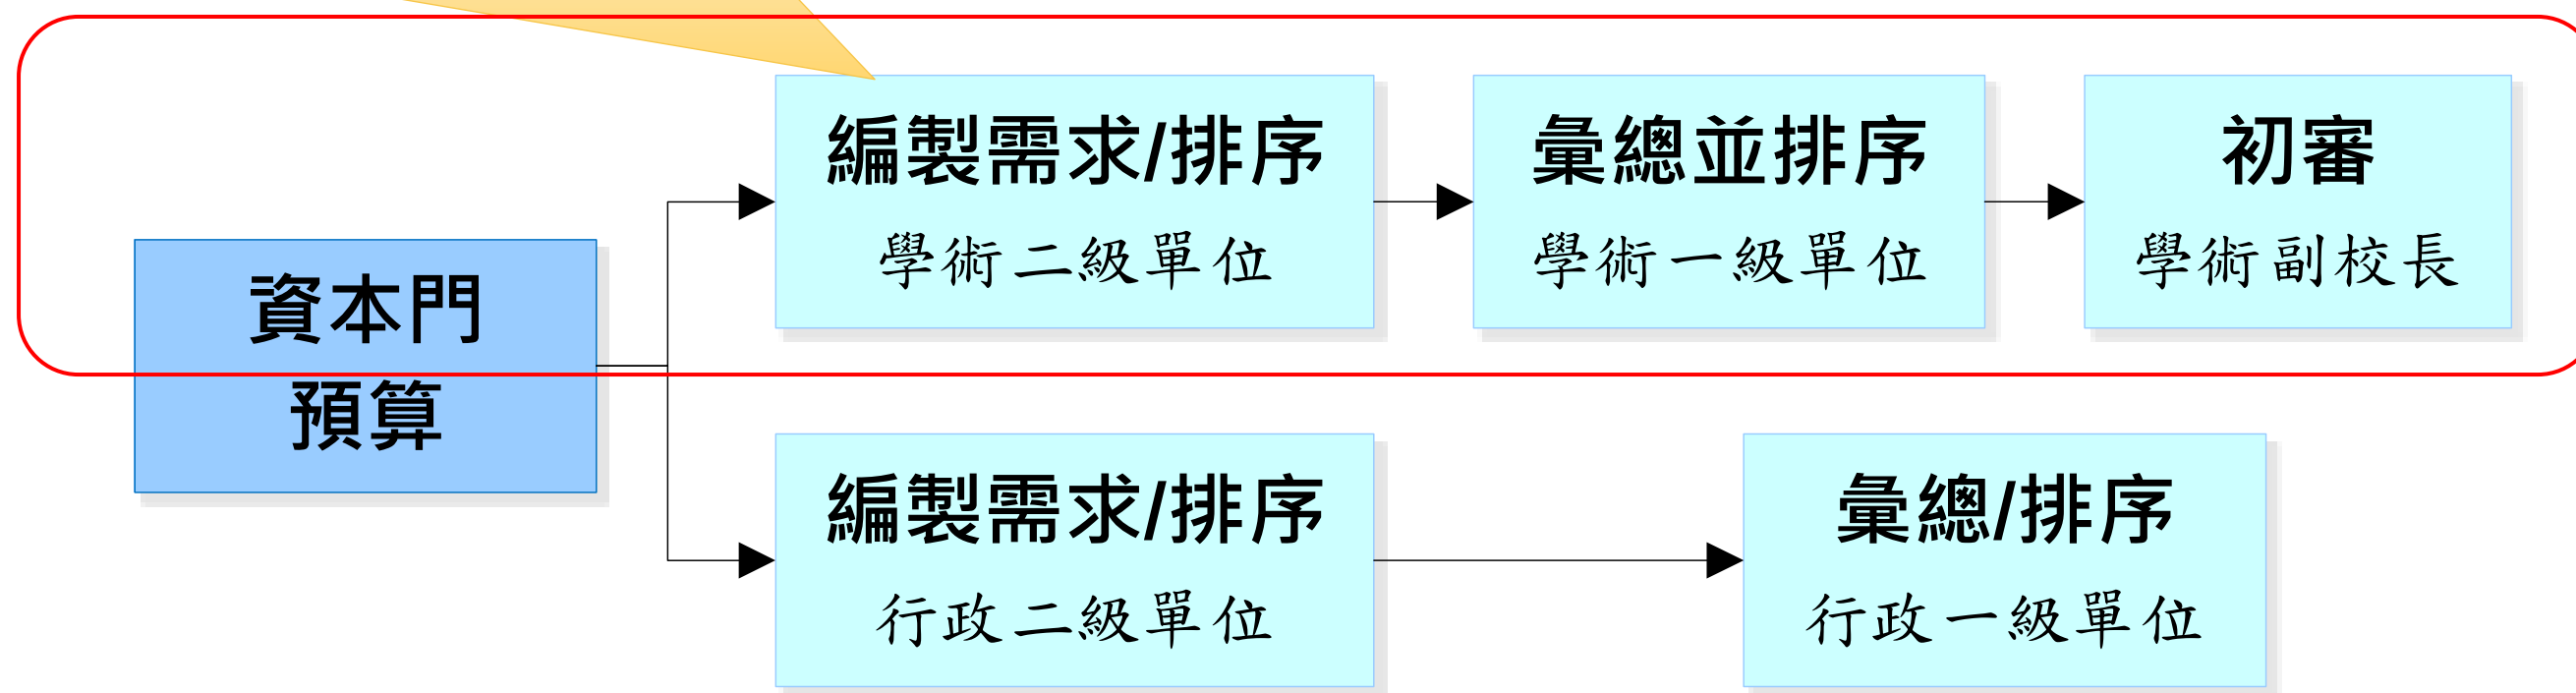 資本門
預算
編製需求/排序
學術二級單位
彙總並排序
學術一級單位
初審
學術副校長
編製需求/排序
行政二級單位
彙總/排序
行政一級單位